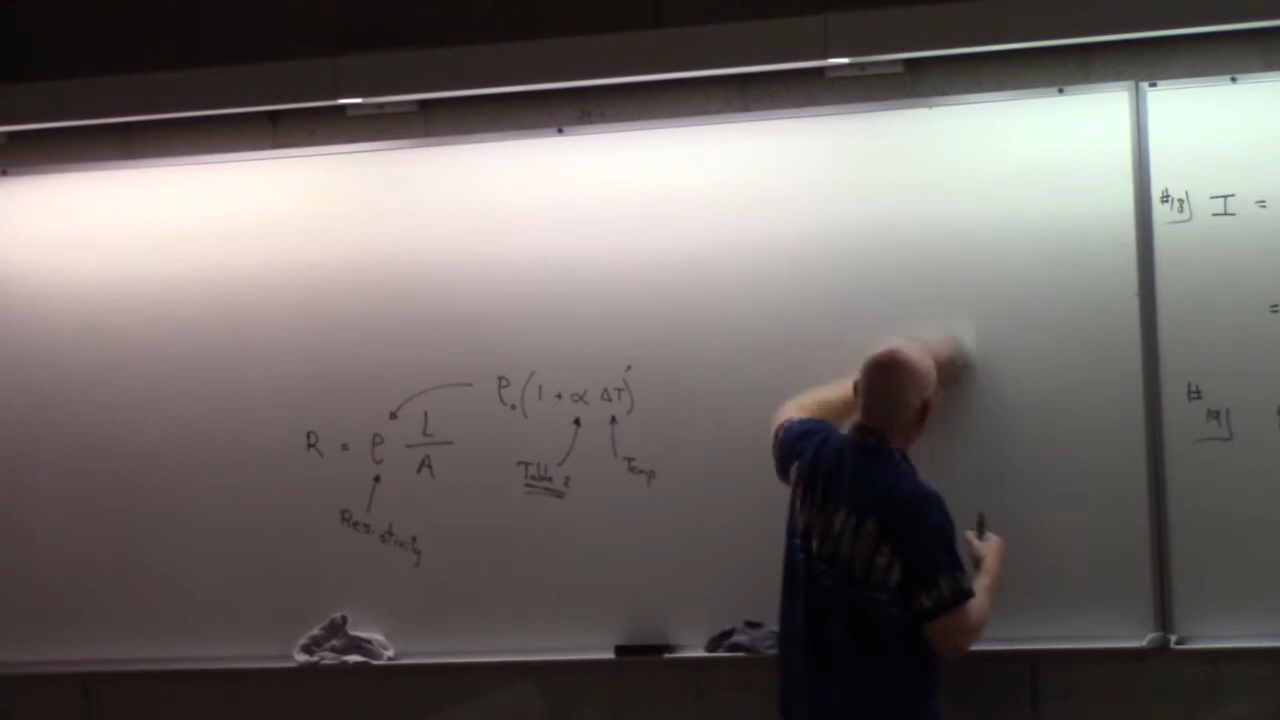 ρ₀(1 + α ΔT)
R = ρ L/A
Table 2
Temp
Resistivity
#18) I =
=
#19)